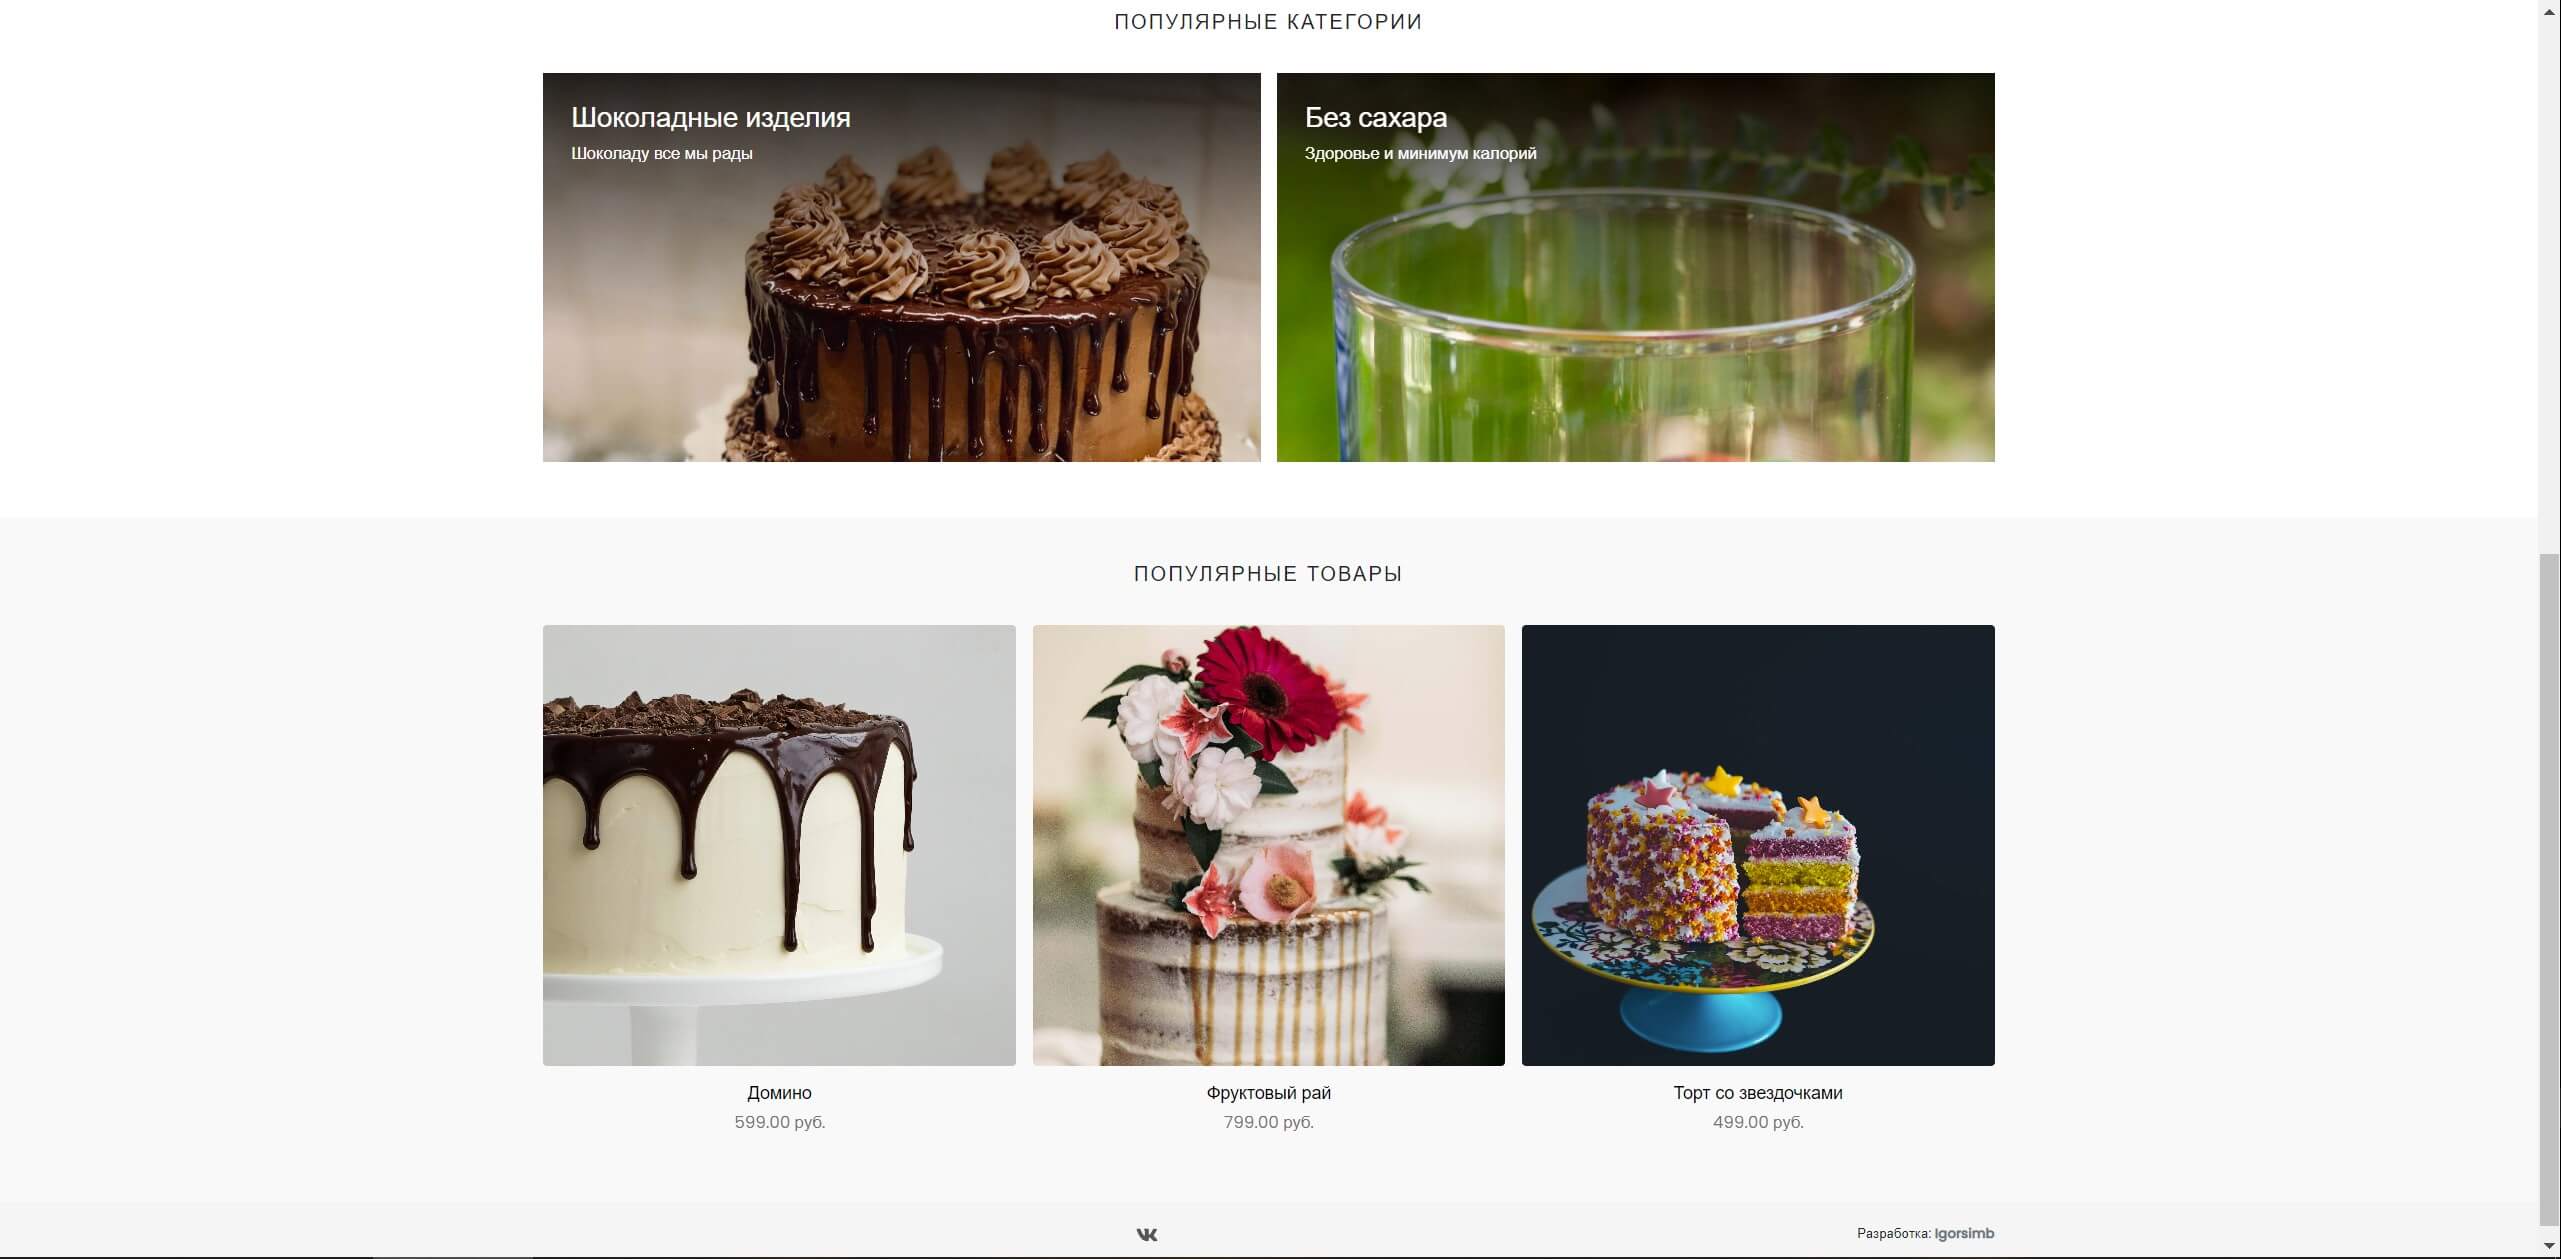 ПОПУЛЯРНЫЕ КАТЕГОРИИ
Шоколадные изделия
Шоколаду все мы рады
Без сахара
Здоровье и минимум калорий
ПОПУЛЯРНЫЕ ТОВАРЫ
Домино
599.00 руб.
Фруктовый рай
799.00 руб.
Торт со звездочками
499.00 руб.
Разработка: Igorsimb